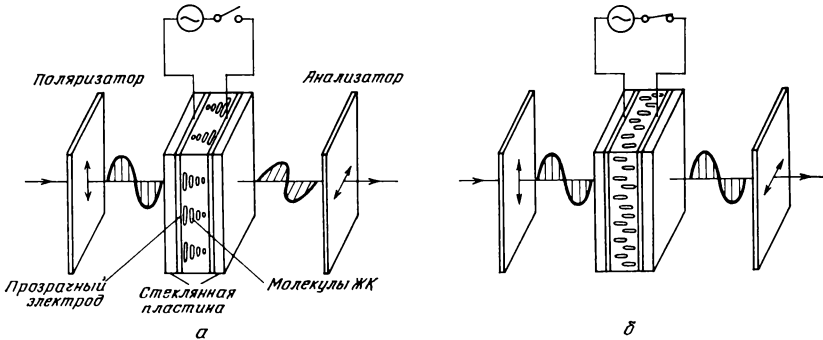 Поляризатор
Анализатор
Прозрачный
электрод
Стеклянная
пластина
Молекулы ЖК
а
б